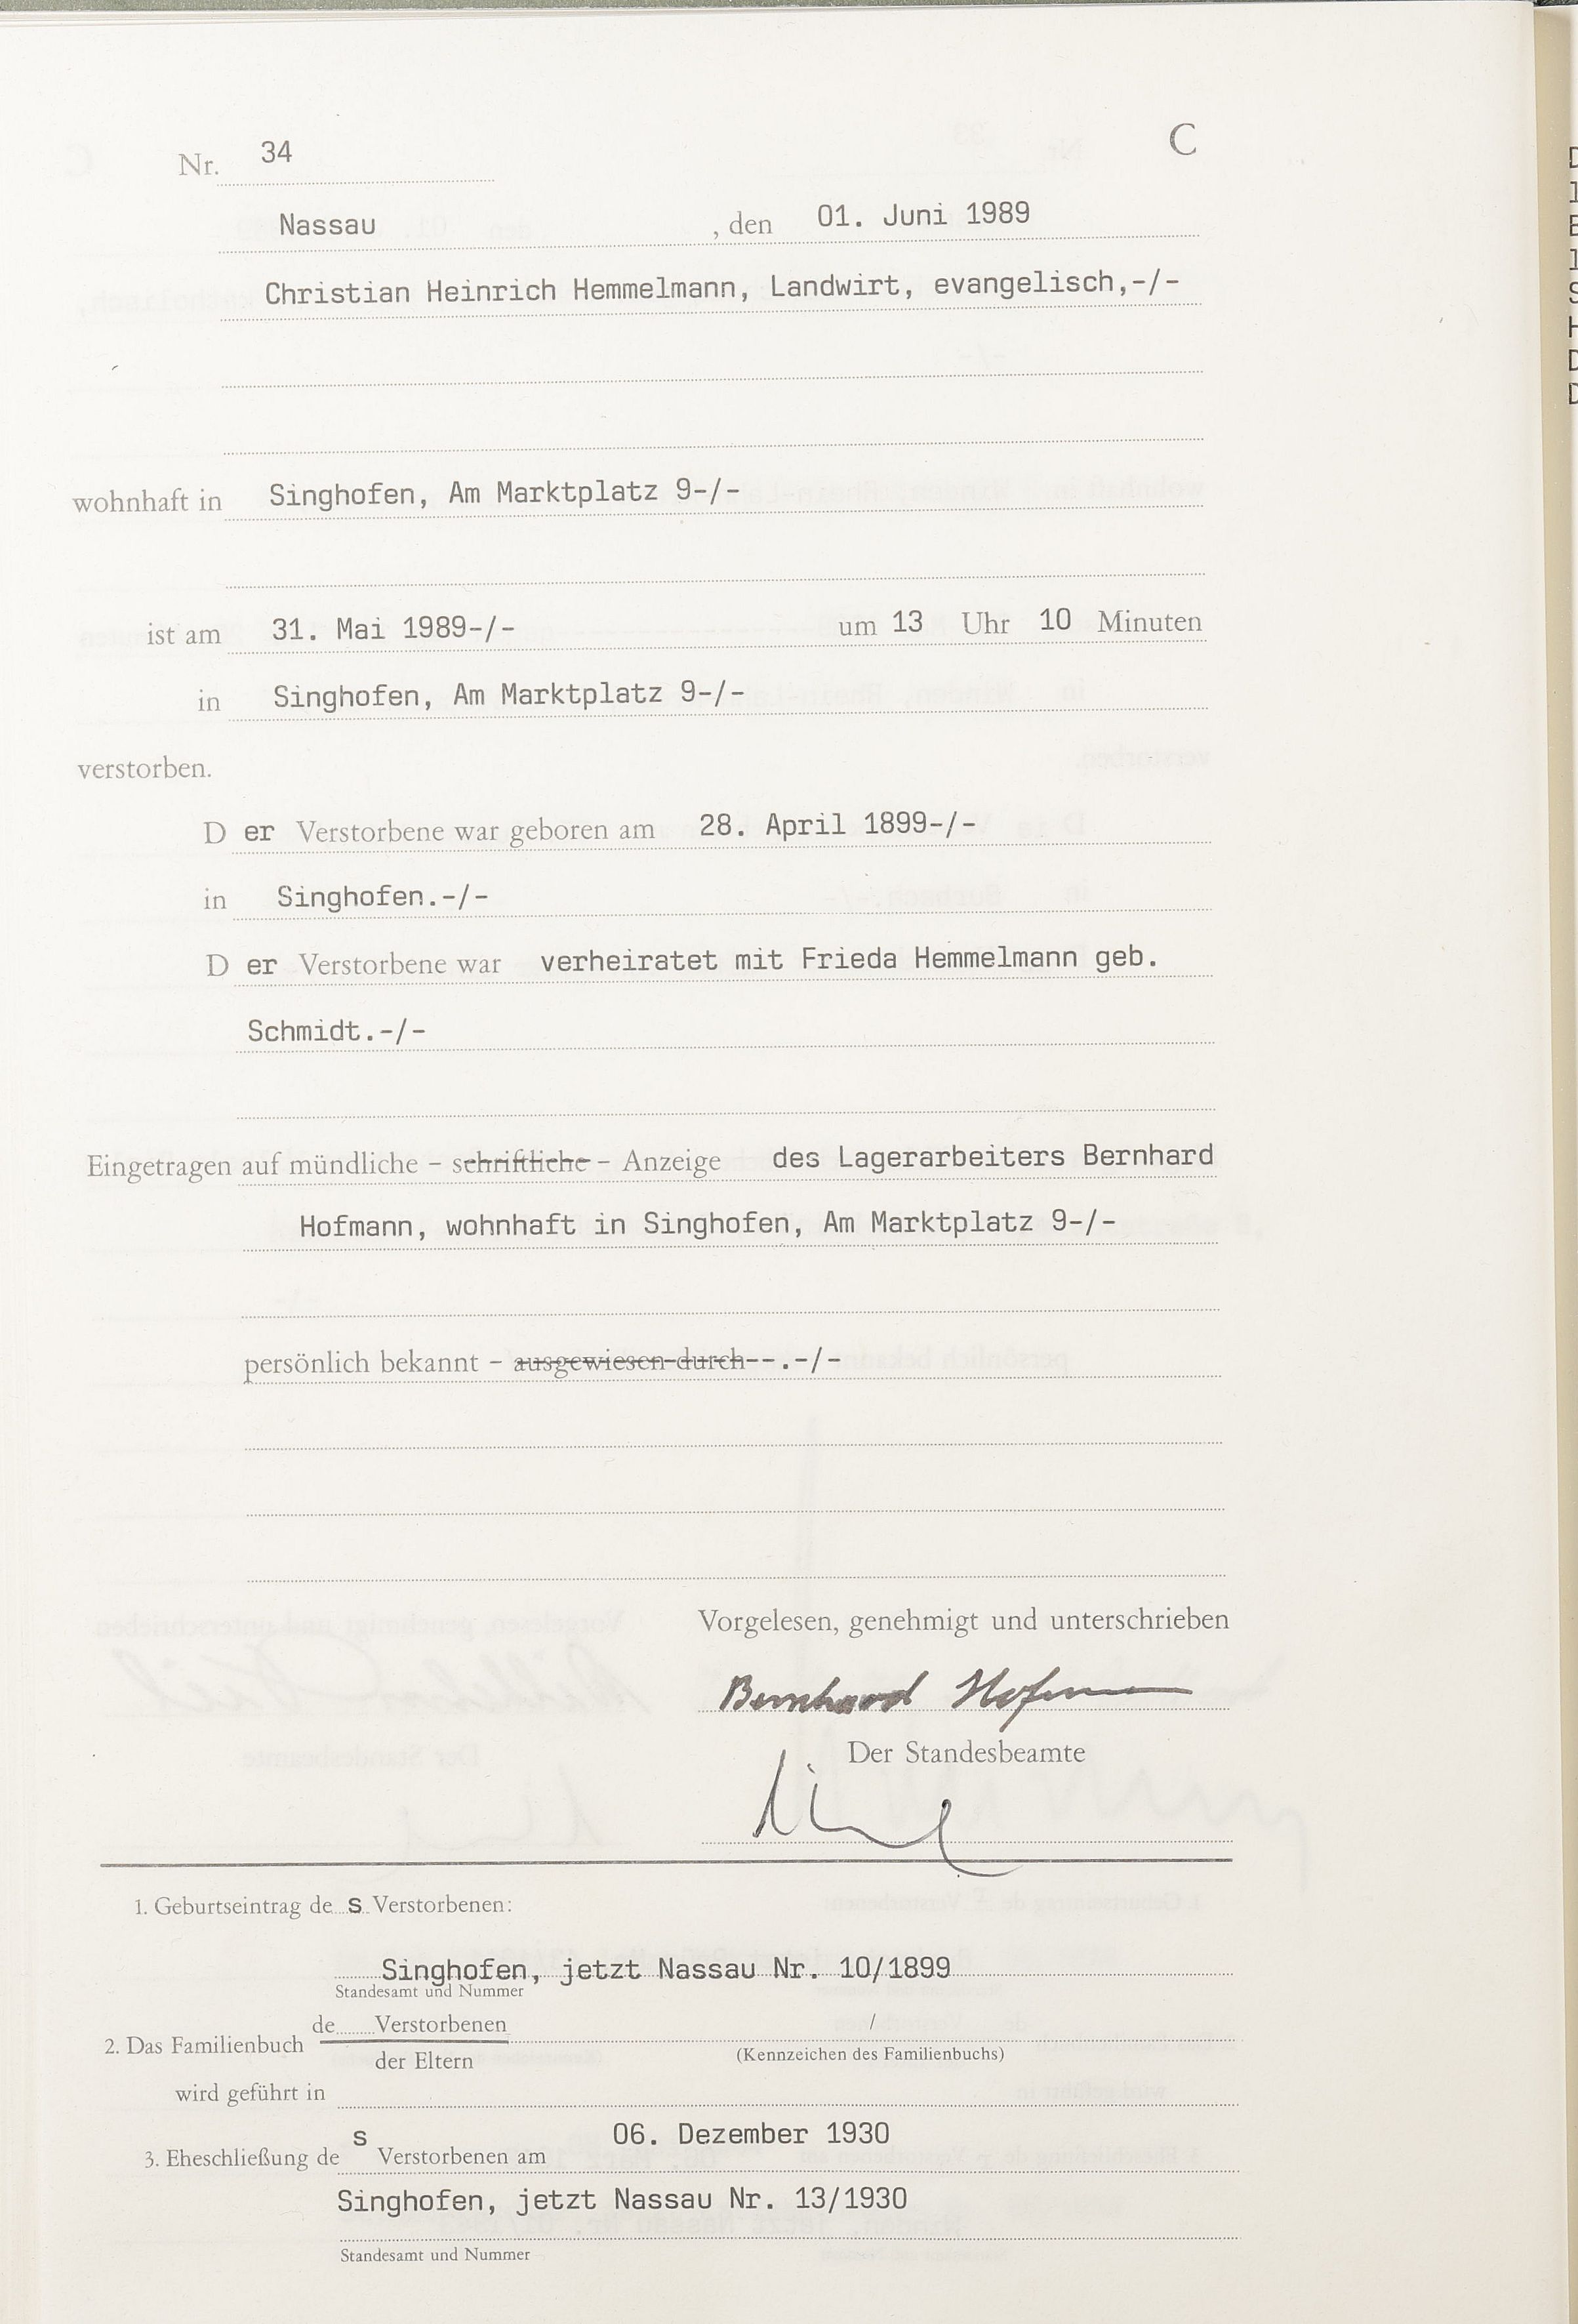 Nr. 34 C
Nassau , den 01. Juni 1989
Christian Heinrich Hemmelmann, Landwirt, evangelisch,-/-
wohnhaft in Singhofen, Am Marktplatz 9-/-
ist am 31. Mai 1989-/- um 13 Uhr 10 Minuten
in Singhofen, Am Marktplatz 9-/-
verstorben.
D er Verstorbene war geboren am 28. April 1899-/-
in Singhofen.-/-
D er Verstorbene war verheiratet mit Frieda Hemmelmann geb.
Schmidt.-/-
Eingetragen auf mündliche - schriftliche - Anzeige des Lagerarbeiters Bernhard
Hofmann, wohnhaft in Singhofen, Am Marktplatz 9-/-
persönlich bekannt - ausgewiesen durch--.-/-
Vorgelesen, genehmigt und unterschrieben
Bernhard Hofmann
Der Standesbeamte
1. Geburtseintrag de s Verstorbenen:
Singhofen, jetzt Nassau Nr. 10/1899
Standesamt und Nummer
de Verstorbenen /
2. Das Familienbuch
der Eltern (Kennzeichen des Familienbuchs)
wird geführt in
3. Eheschließung de s Verstorbenen am 06. Dezember 1930
Singhofen, jetzt Nassau Nr. 13/1930
Standesamt und Nummer